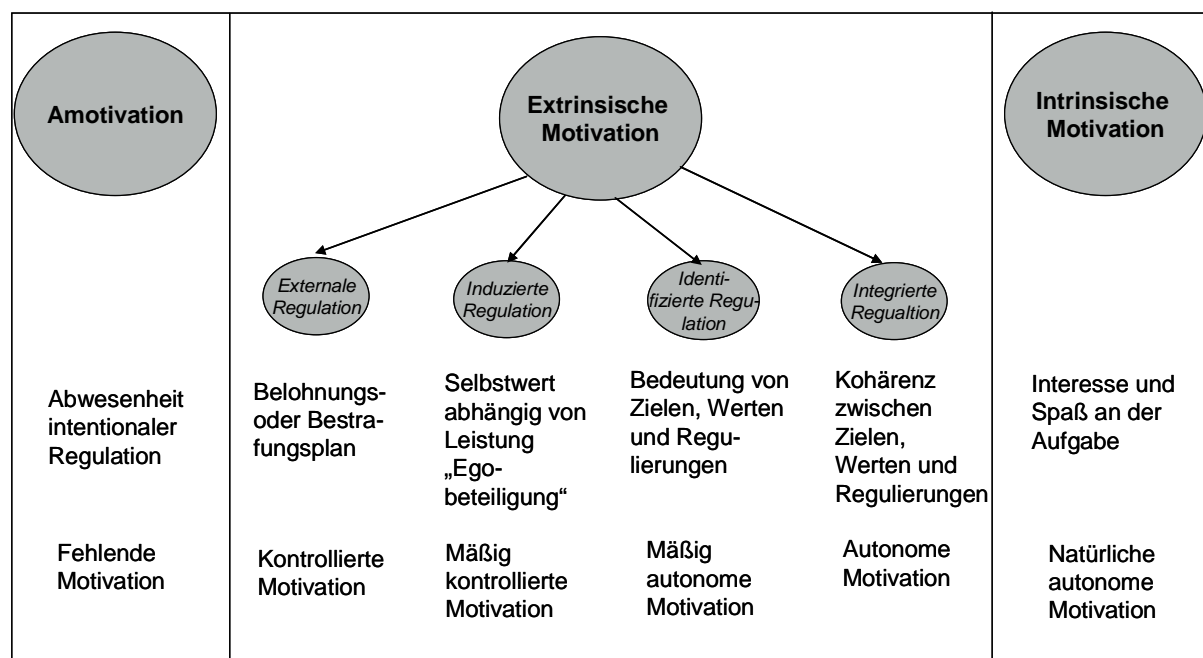 Amotivation
Extrinsische
Motivation
Intrinsische
Motivation
Externale
Regulation
Induzierte
Regulation
Identi-
fizierte Regu-
lation
Integrierte
Regualtion
Abwesenheit
intentionaler
Regulation
Belohnungs-
oder Bestra-
fungsplan
Selbstwert
abhängig von
Leistung
„Ego-
beteiligung“
Bedeutung von
Zielen, Werten
und Regu-
lierungen
Kohärenz
zwischen
Zielen,
Werten und
Regulierungen
Interesse und
Spaß an der
Aufgabe
Fehlende
Motivation
Kontrollierte
Motivation
Mäßig
kontrollierte
Motivation
Mäßig
autonome
Motivation
Autonome
Motivation
Natürliche
autonome
Motivation